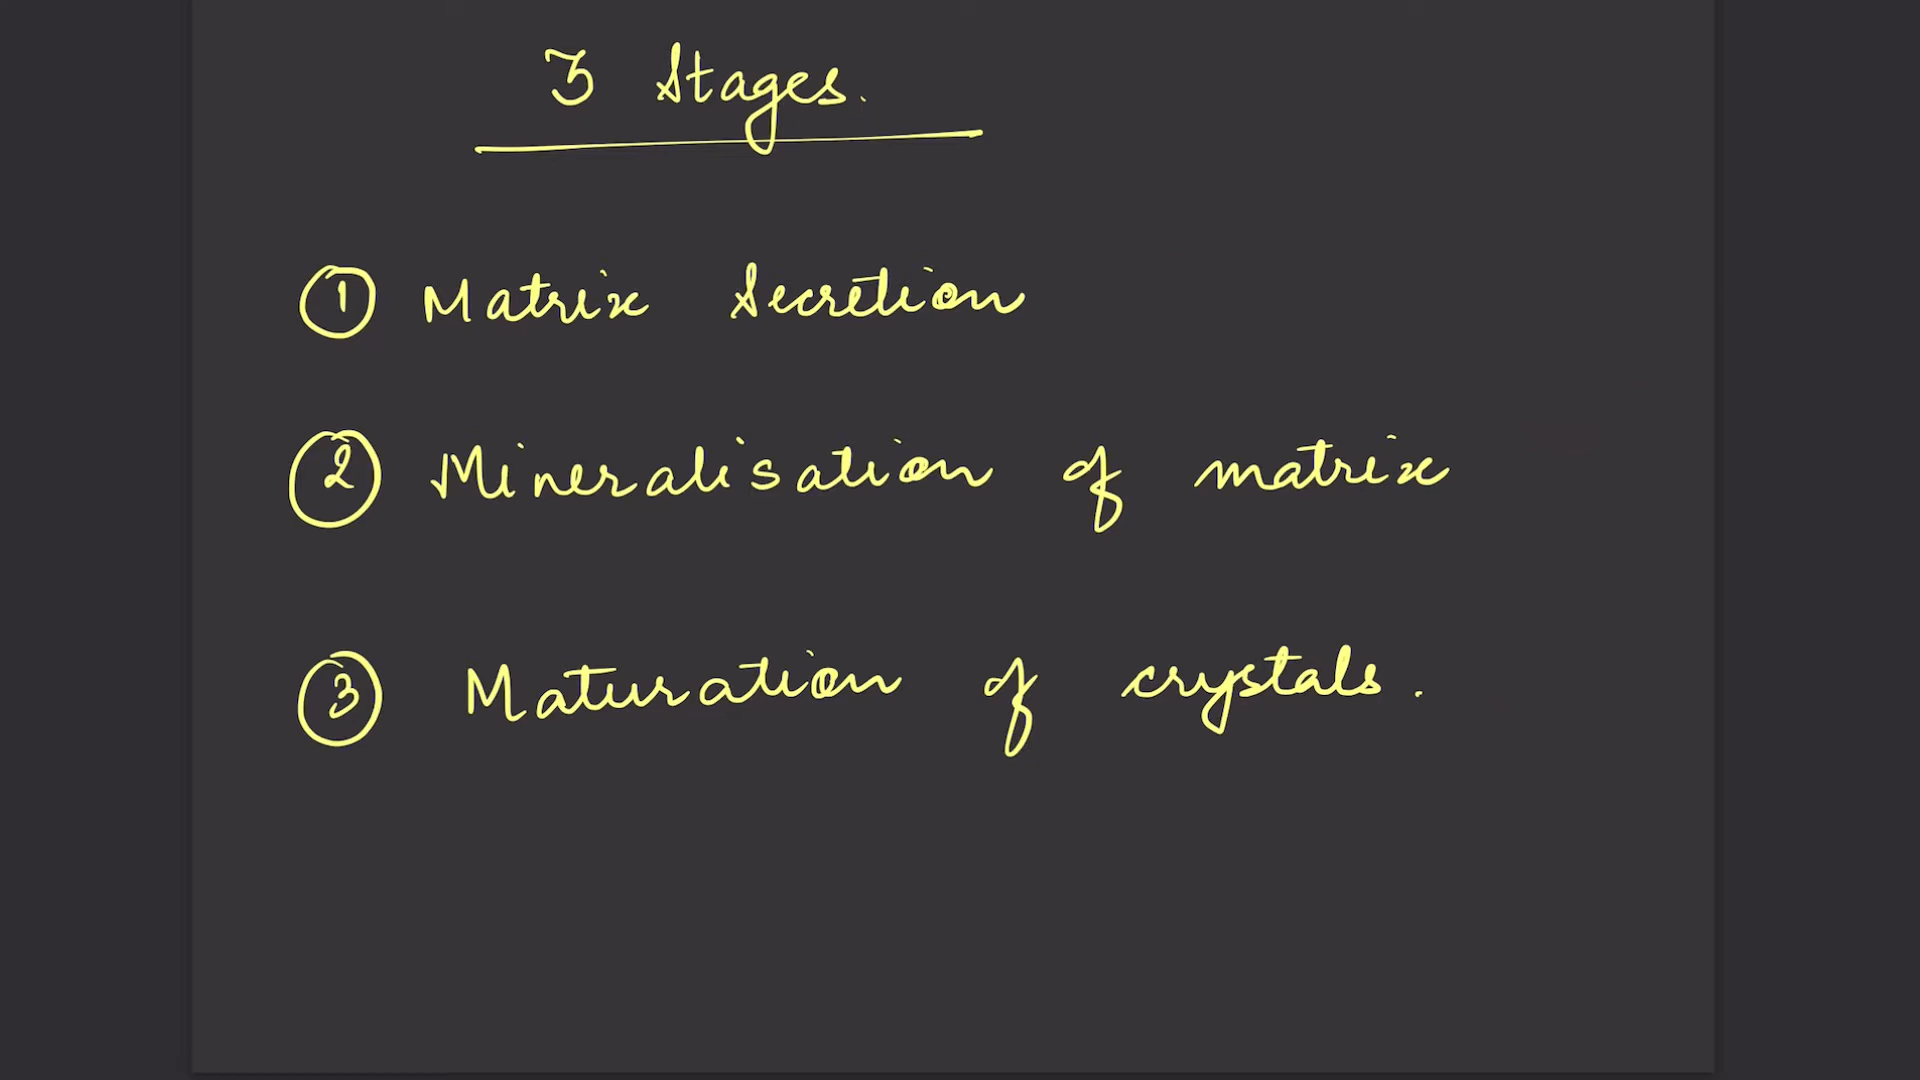 3 Stages.
① Matrix Secretion
② Mineralisation of matrix
③ Maturation of crystals.